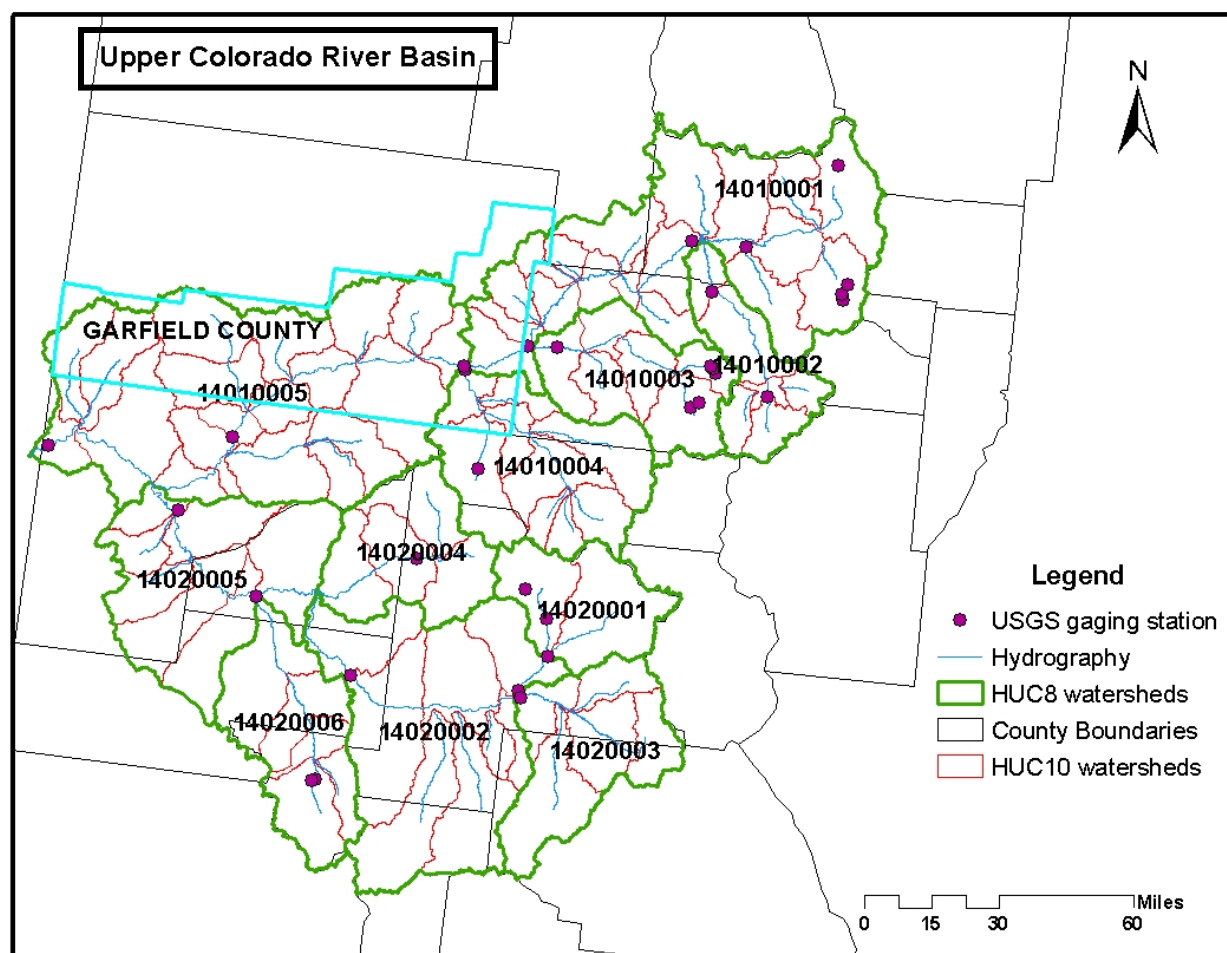 Upper Colorado River Basin
N
14010001
GARFIELD COUNTY
14010002
14010003
14010005
14010004
14020004
14020005
14020001
14020006
14020002
14020003
Legend
USGS gaging station
Hydrography
HUC8 watersheds
County Boundaries
HUC10 watersheds
Miles
0 15 30 60